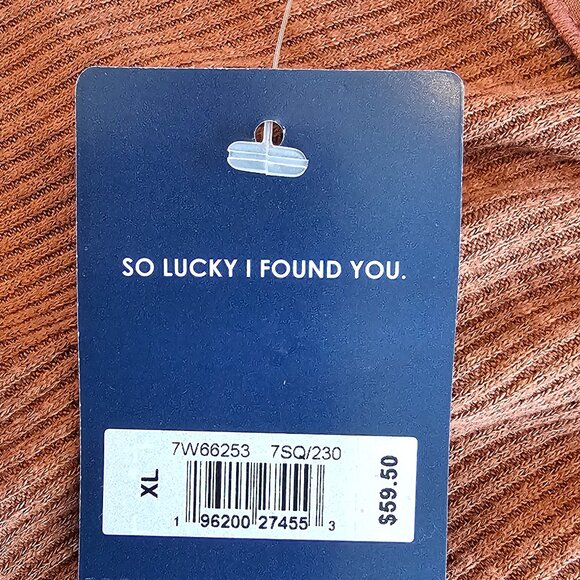 SO LUCKY I FOUND YOU.
7W66253 7SQ/230
XL
$59.50
1 96200 27455 3